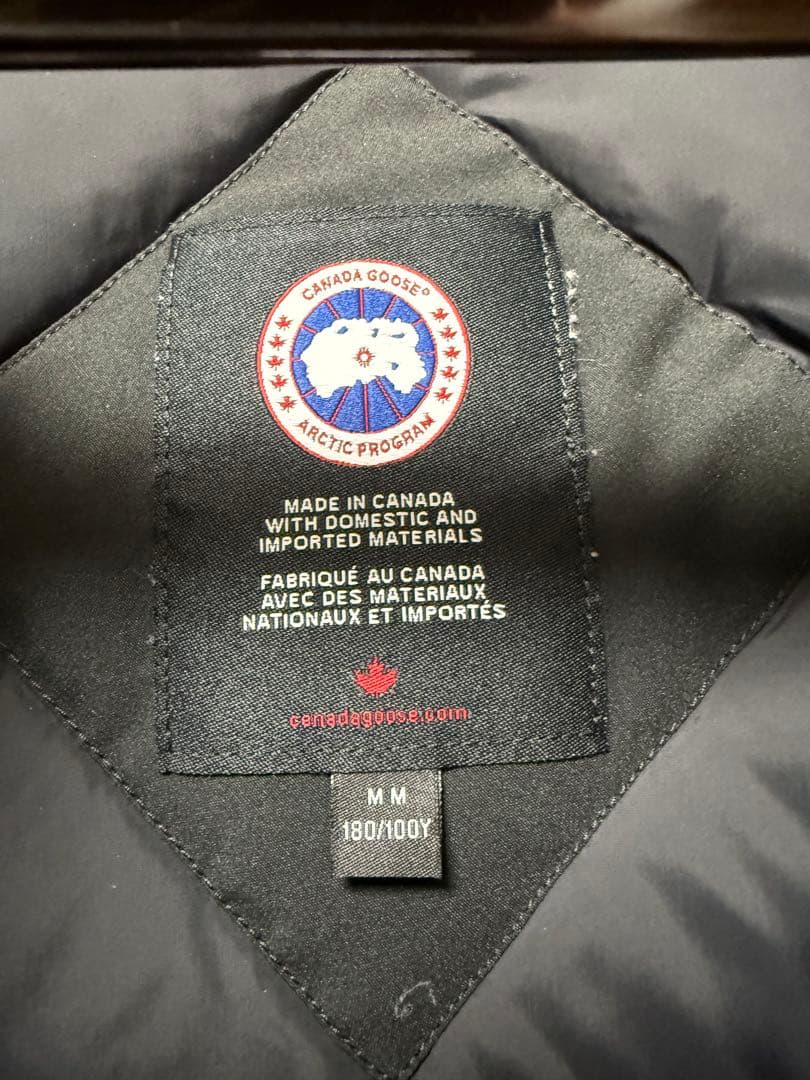 CANADA GOOSE®
ARCTIC PROGRAM
MADE IN CANADA
WITH DOMESTIC AND
IMPORTED MATERIALS
FABRIQUÉ AU CANADA
AVEC DES MATERIAUX
NATIONAUX ET IMPORTÉS
canadagoose.com
M M
180/100Y